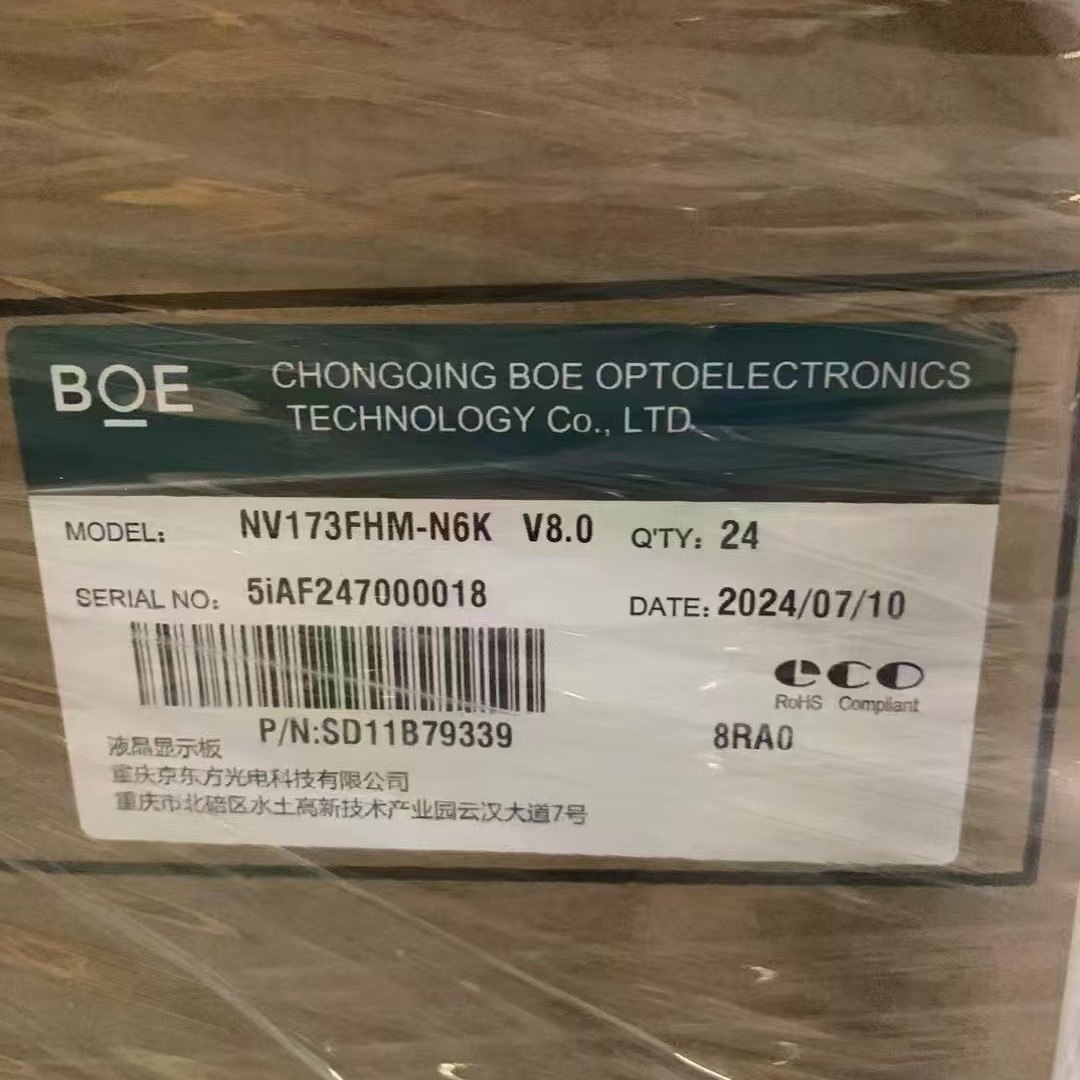 BOE
CHONGQING BOE OPTOELECTRONICS
TECHNOLOGY Co., LTD.
MODEL: NV173FHM-N6K V8.0 Q'TY: 24
SERIAL NO: 5iAF247000018
DATE: 2024/07/10
eco
RoHS Compliant
P/N:SD11B79339
8RA0
液晶显示板
重庆京东方光电科技有限公司
重庆市北碚区水土高新技术产业园云汉大道7号